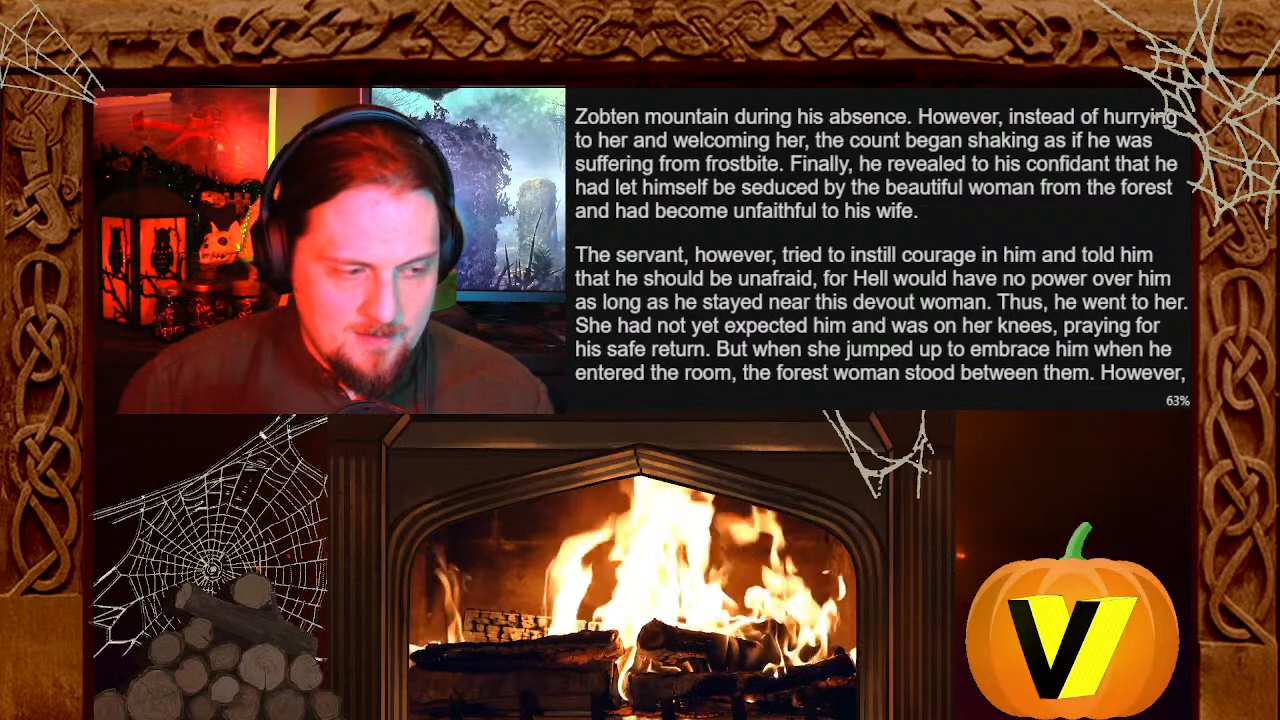 Zobten mountain during his absence. However, instead of hurrying
to her and welcoming her, the count began shaking as if he was
suffering from frostbite. Finally, he revealed to his confidant that he
had let himself be seduced by the beautiful woman from the forest
and had become unfaithful to his wife.
The servant, however, tried to instill courage in him and told him
that he should be unafraid, for Hell would have no power over him
as long as he stayed near this devout woman. Thus, he went to her.
She had not yet expected him and was on her knees, praying for
his safe return. But when she jumped up to embrace him when he
entered the room, the forest woman stood between them. However,
63%
V